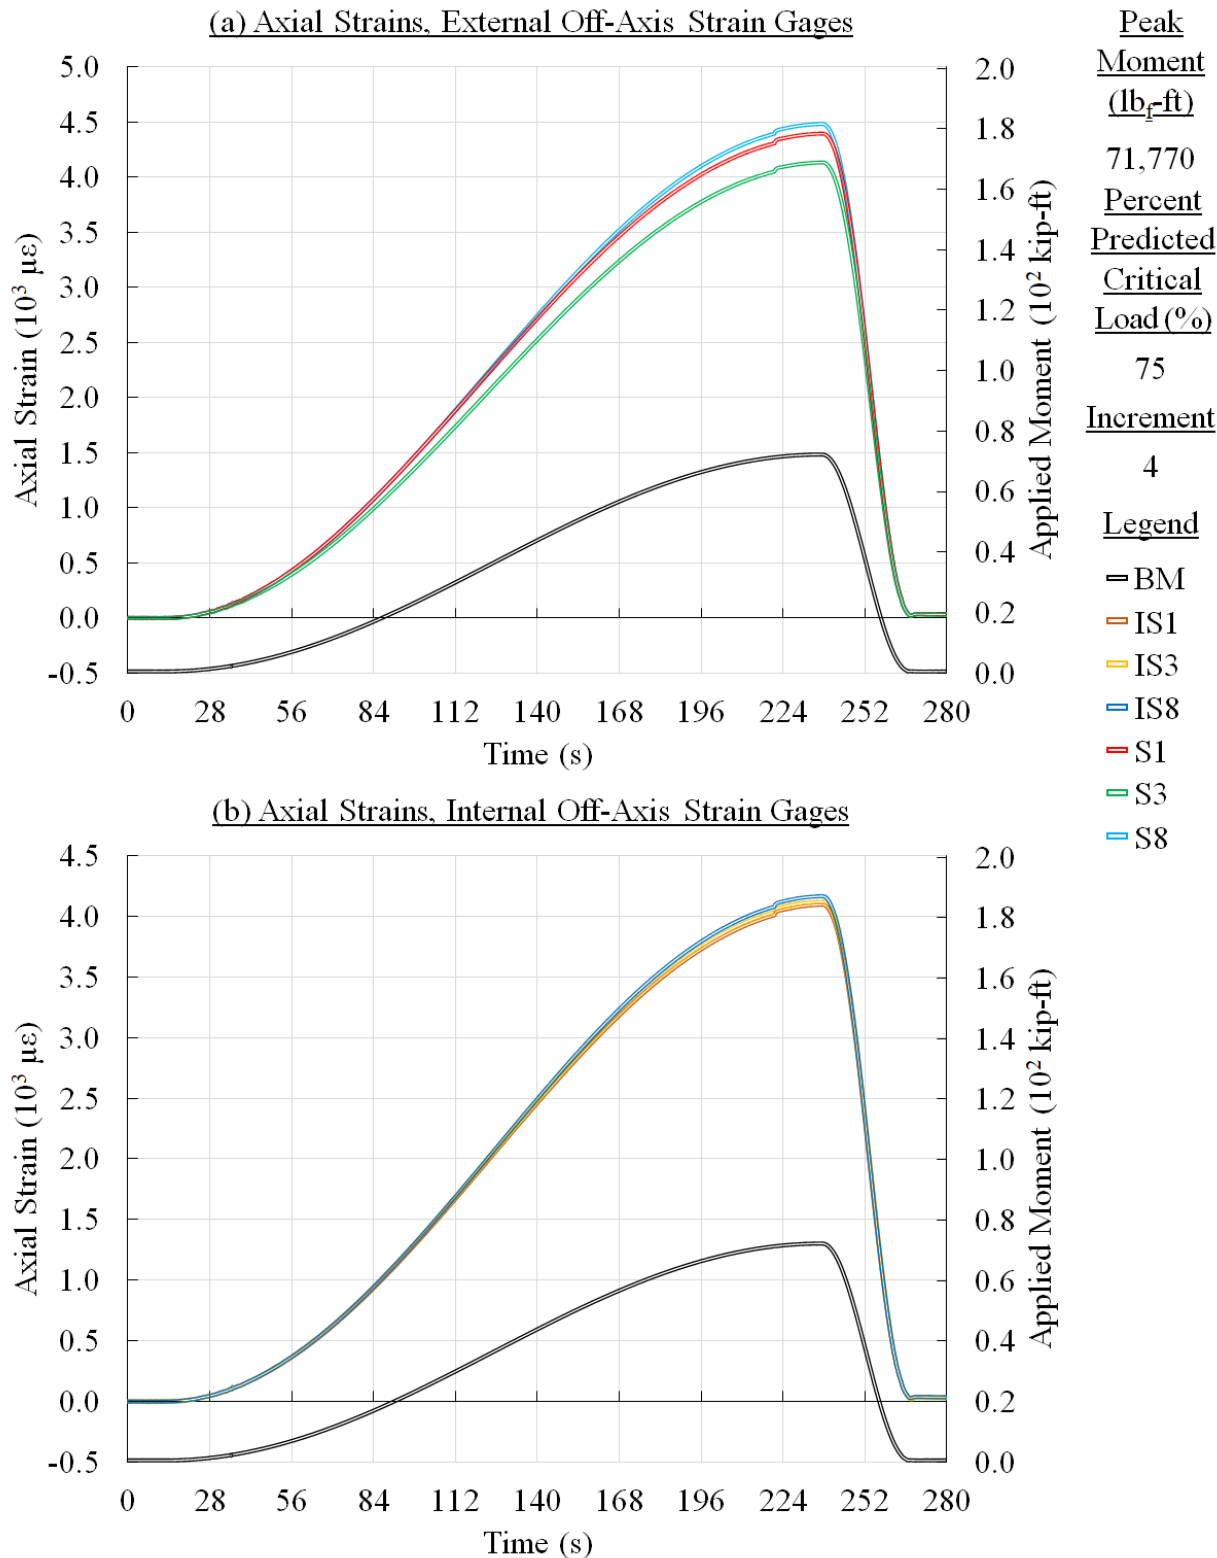 (a) Axial Strains, External Off-Axis Strain Gages
5.0
4.5
4.0
3.5
3.0
2.5
2.0
1.5
1.0
0.5
0.0
-0.5
Axial Strain (10³ µε)
2.0
1.8
1.6
1.4
1.2
1.0
0.8
0.6
0.4
0.2
0.0
Applied Moment (10² kip-ft)
0 28 56 84 112 140 168 196 224 252 280
Time (s)
(b) Axial Strains, Internal Off-Axis Strain Gages
4.5
4.0
3.5
3.0
2.5
2.0
1.5
1.0
0.5
0.0
-0.5
Axial Strain (10³ µε)
2.0
1.8
1.6
1.4
1.2
1.0
0.8
0.6
0.4
0.2
0.0
Applied Moment (10² kip-ft)
0 28 56 84 112 140 168 196 224 252 280
Time (s)
Peak
Moment
(lb_f-ft)
71,770
Percent
Predicted
Critical
Load (%)
75
Increment
4
Legend
BM
IS1
IS3
IS8
S1
S3
S8